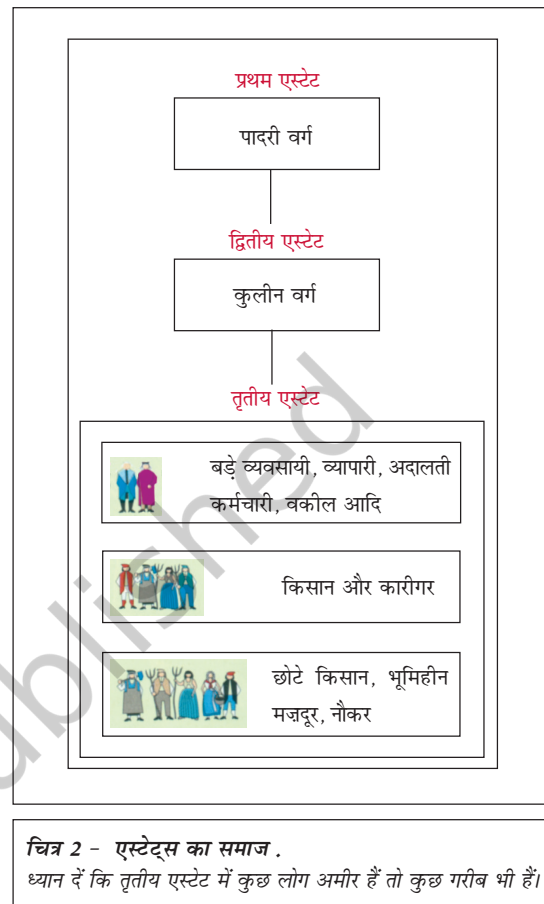 प्रथम एस्टेट
पादरी वर्ग
द्वितीय एस्टेट
कुलीन वर्ग
तृतीय एस्टेट
बड़े व्यवसायी, व्यापारी, अदालती
कर्मचारी, वकील आदि
किसान और कारीगर
छोटे किसान, भूमिहीन
मजदूर, नौकर
चित्र 2 - एस्टेट्स का समाज .
ध्यान दें कि तृतीय एस्टेट में कुछ लोग अमीर हैं तो कुछ गरीब भी हैं।